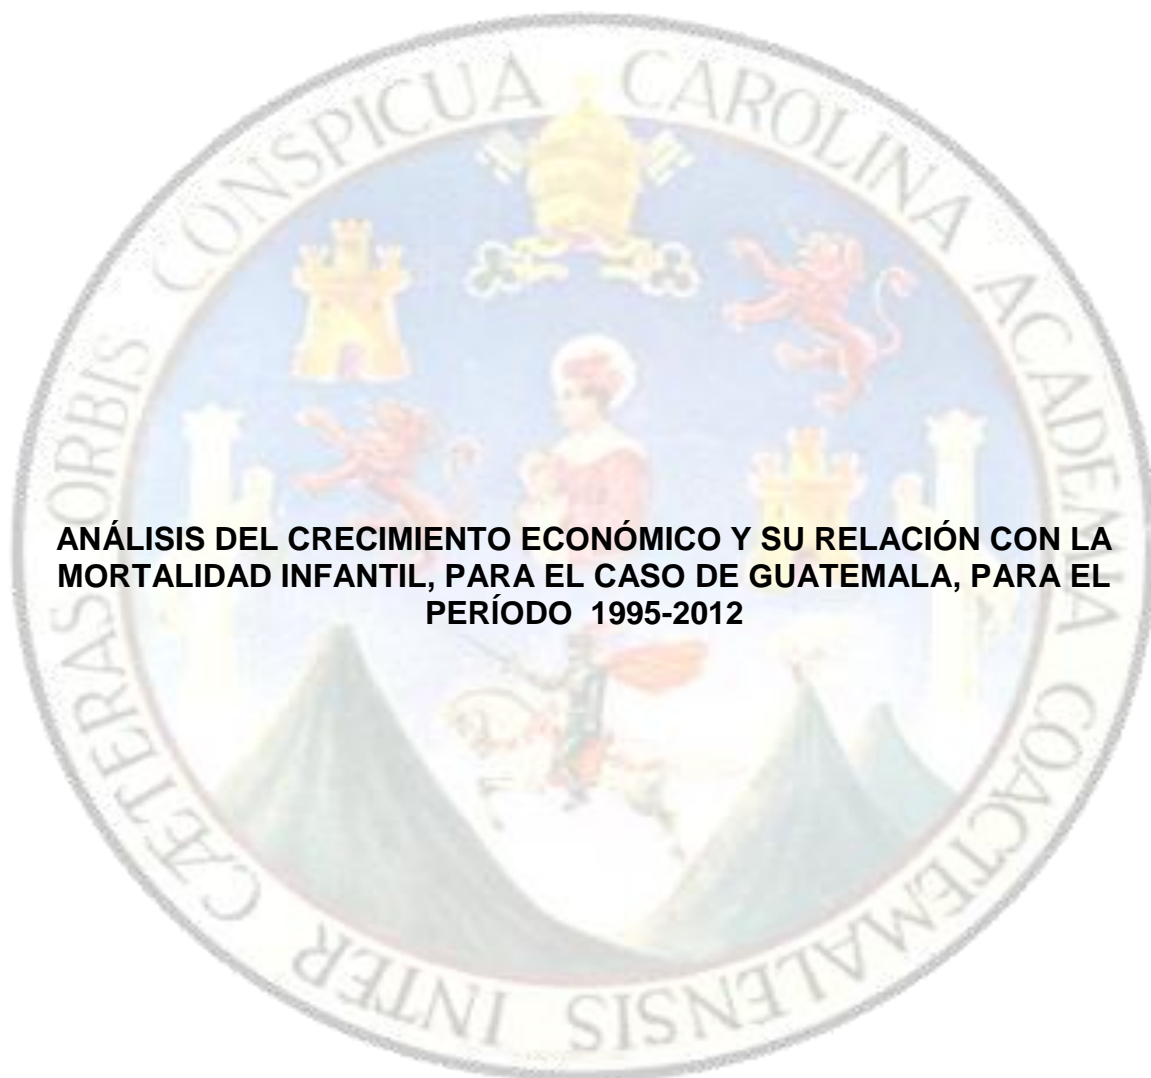 ANÁLISIS DEL CRECIMIENTO ECONÓMICO Y SU RELACIÓN CON LA
MORTALIDAD INFANTIL, PARA EL CASO DE GUATEMALA, PARA EL
PERÍODO 1995-2012
CÆTERAS ORBIS CONSPICUA CAROLINA ACADEMIA COACTEMALENSIS INTER